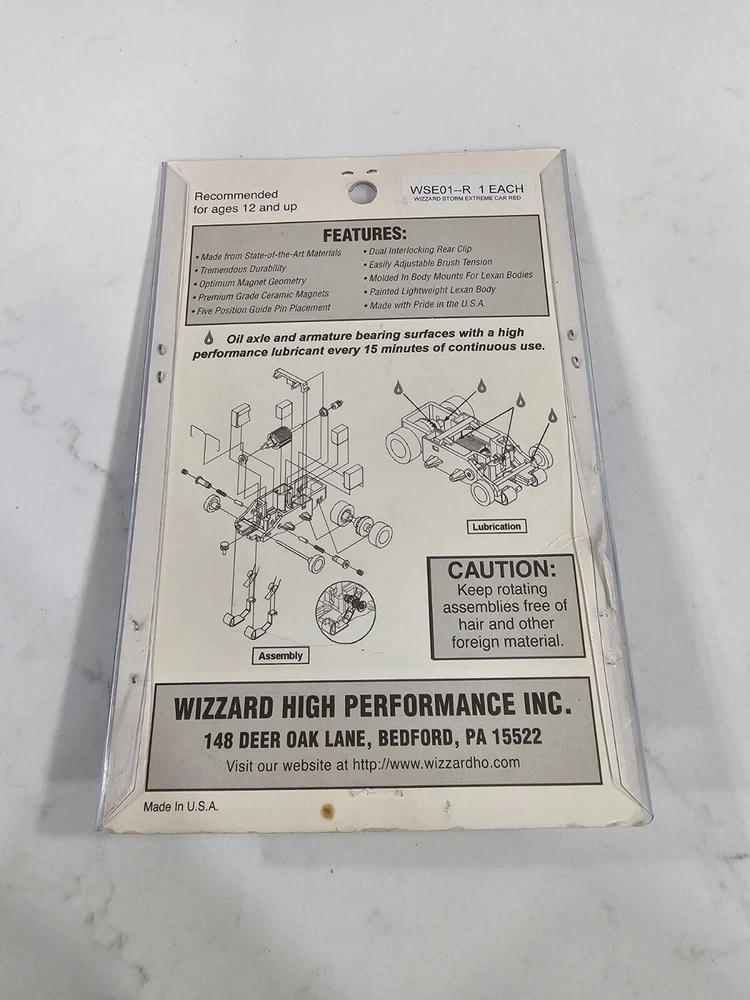 Recommended
for ages 12 and up
WSE01--R 1 EACH
WIZZARD STORM EXTREME CAR RED
FEATURES:
• Made from State-of-the-Art Materials
• Tremendous Durability
• Optimum Magnet Geometry
• Premium Grade Ceramic Magnets
• Five Position Guide Pin Placement
• Dual Interlocking Rear Clip
• Easily Adjustable Brush Tension
• Molded In Body Mounts For Lexan Bodies
• Painted Lightweight Lexan Body
• Made with Pride in the U.S.A.
Oil axle and armature bearing surfaces with a high
performance lubricant every 15 minutes of continuous use.
Lubrication
Assembly
CAUTION:
Keep rotating
assemblies free of
hair and other
foreign material.
WIZZARD HIGH PERFORMANCE INC.
148 DEER OAK LANE, BEDFORD, PA 15522
Visit our website at http://www.wizzardho.com
Made In U.S.A.